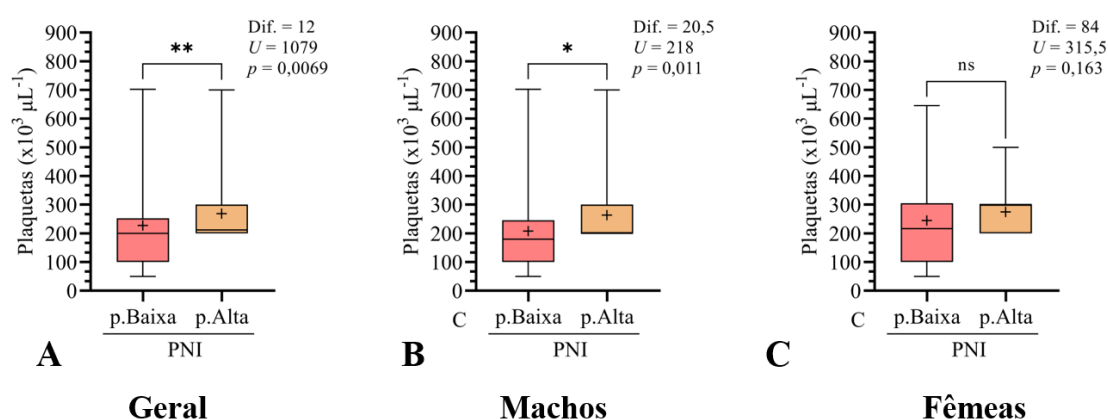 Plaquetas (x10³ µL⁻¹)
900
800
700
600
500
400
300
200
100
0
**
Dif. = 12
U = 1079
p = 0,0069
p.Baixa p.Alta
PNI
A
Geral
Plaquetas (x10³ µL⁻¹)
900
800
700
600
500
400
300
200
100
0
*
Dif. = 20,5
U = 218
p = 0,011
C p.Baixa p.Alta
PNI
B
Machos
Plaquetas (x10³ µL⁻¹)
900
800
700
600
500
400
300
200
100
0
ns
Dif. = 84
U = 315,5
p = 0,163
C p.Baixa p.Alta
PNI
C
Fêmeas